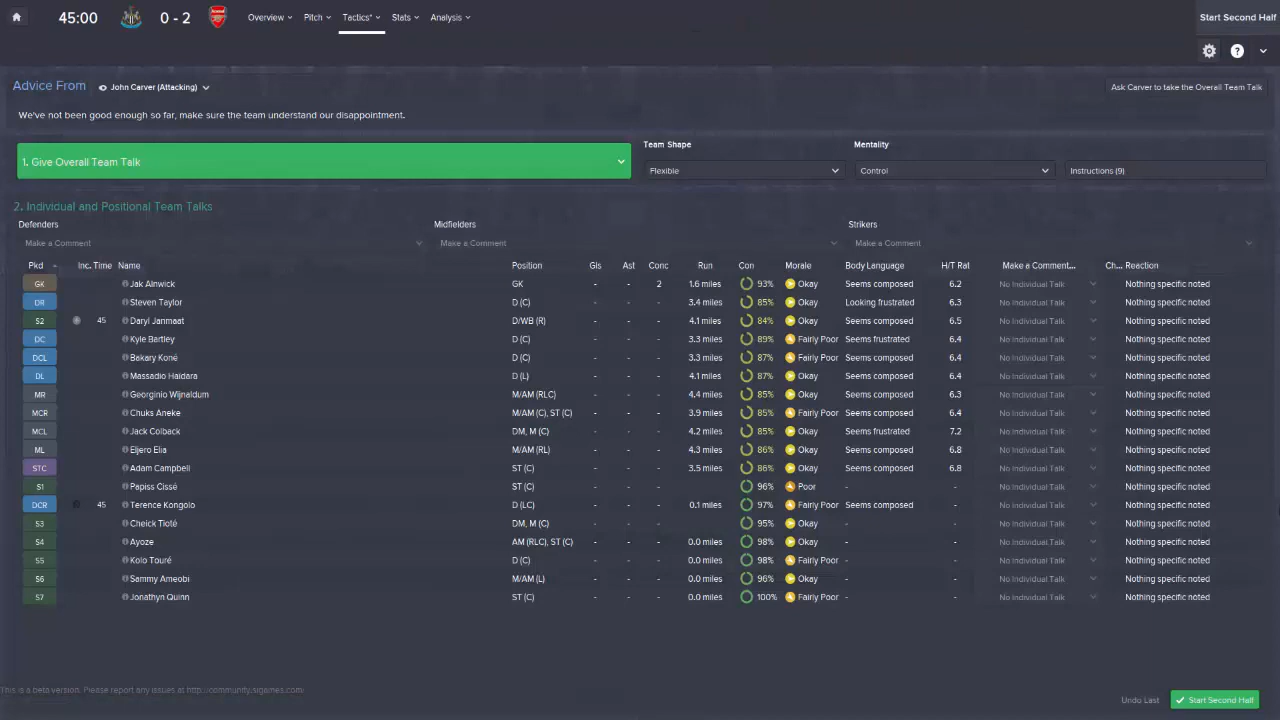 45:00 0 - 2 Overview Pitch Tactics* Stats Analysis Start Second Half
Advice From John Carver (Attacking) Ask Carver to take the Overall Team Talk
We've not been good enough so far, make sure the team understand our disappointment.
Team Shape Mentality
1. Give Overall Team Talk Flexible Control Instructions (9)
2. Individual and Positional Team Talks
Defenders Midfielders Strikers
Make a Comment Make a Comment Make a Comment
Pkd Inc. Time Name Position Gls Ast Conc Run Con Morale Body Language H/T Rat Make a Comment... Ch... Reaction
GK Jak Alnwick GK - - 2 1.6 miles 93% Okay Seems composed 6.2 No Individual Talk Nothing specific noted
DR Steven Taylor D (C) - - - 3.4 miles 85% Okay Looking frustrated 6.3 No Individual Talk Nothing specific noted
S2 45 Daryl Janmaat D/WB (R) - - - 4.1 miles 84% Okay Seems composed 6.5 No Individual Talk Nothing specific noted
DC Kyle Bartley D (C) - - - 3.3 miles 89% Fairly Poor Seems frustrated 6.4 No Individual Talk Nothing specific noted
DCL Bakary Koné D (C) - - - 3.3 miles 87% Fairly Poor Seems composed 6.4 No Individual Talk Nothing specific noted
DL Massadio Haïdara D (L) - - - 4.1 miles 87% Okay Seems composed 6.4 No Individual Talk Nothing specific noted
MR Georginio Wijnaldum M/AM (RLC) - - - 4.4 miles 85% Okay Seems composed 6.3 No Individual Talk Nothing specific noted
MCR Chuks Aneke M/AM (C), ST (C) - - - 3.9 miles 85% Fairly Poor Seems composed 6.4 No Individual Talk Nothing specific noted
MCL Jack Colback DM, M (C) - - - 4.2 miles 85% Okay Seems frustrated 7.2 No Individual Talk Nothing specific noted
ML Eljero Elia M/AM (RL) - - - 4.3 miles 86% Okay Seems composed 6.8 No Individual Talk Nothing specific noted
STC Adam Campbell ST (C) - - - 3.5 miles 86% Okay Seems composed 6.8 No Individual Talk Nothing specific noted
S1 Papiss Cissé ST (C) - - - 96% Poor - - No Individual Talk Nothing specific noted
DCR 45 Terence Kongolo D (LC) - - - 0.1 miles 97% Fairly Poor Seems composed - No Individual Talk Nothing specific noted
S3 Cheick Tioté DM, M (C) - - - 95% Okay - - No Individual Talk Nothing specific noted
S4 Ayoze AM (RLC), ST (C) - - - 0.0 miles 98% Okay - - No Individual Talk Nothing specific noted
S5 Kolo Touré D (C) - - - 0.0 miles 98% Fairly Poor - - No Individual Talk Nothing specific noted
S6 Sammy Ameobi M/AM (L) - - - 0.0 miles 96% Okay - - No Individual Talk Nothing specific noted
S7 Jonathyn Quinn ST (C) - - - 0.0 miles 100% Fairly Poor - - No Individual Talk Nothing specific noted
This is a beta version. Please report any issues at http://community.sigames.com/
Undo Last Start Second Half